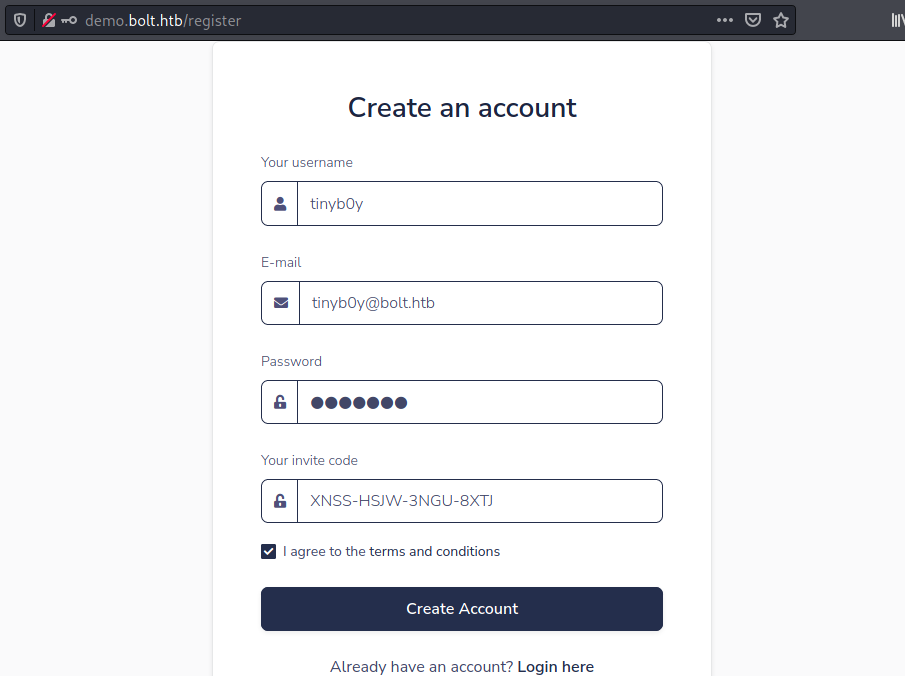 demo.bolt.htb/register
Create an account
Your username
tinyb0y
E-mail
tinyb0y@bolt.htb
Password
●●●●●●●
Your invite code
XNSS-HSJW-3NGU-8XTJ
I agree to the terms and conditions
Create Account
Already have an account? Login here